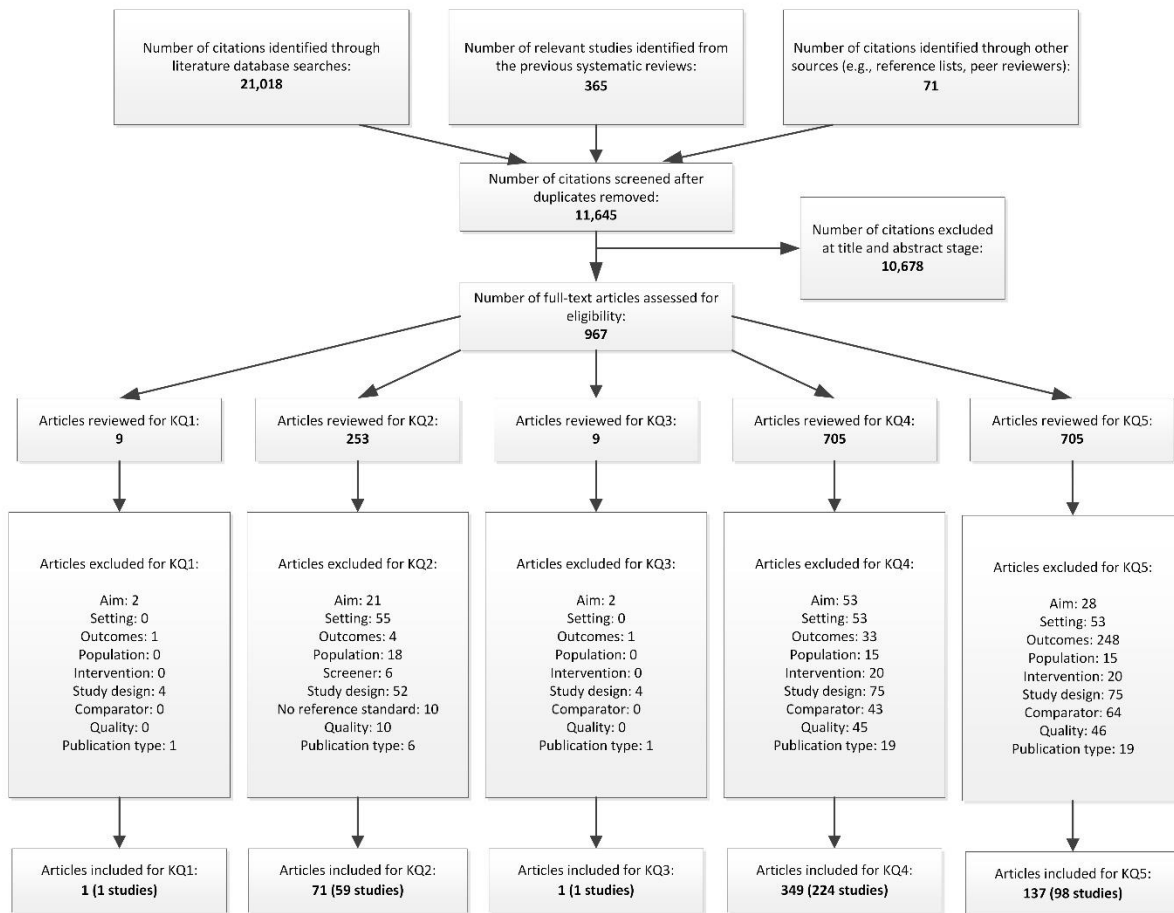 Number of citations identified through
literature database searches:
21,018
Number of relevant studies identified from
the previous systematic reviews:
365
Number of citations identified through other
sources (e.g., reference lists, peer reviewers):
71
Number of citations screened after
duplicates removed:
11,645
Number of citations excluded
at title and abstract stage:
10,678
Number of full-text articles assessed for
eligibility:
967
Articles reviewed for KQ1:
9
Articles reviewed for KQ2:
253
Articles reviewed for KQ3:
9
Articles reviewed for KQ4:
705
Articles reviewed for KQ5:
705
Articles excluded for KQ1:
Aim: 2
Setting: 0
Outcomes: 1
Population: 0
Intervention: 0
Study design: 4
Comparator: 0
Quality: 0
Publication type: 1
Articles excluded for KQ2:
Aim: 21
Setting: 55
Outcomes: 4
Population: 18
Screener: 6
Study design: 52
No reference standard: 10
Quality: 10
Publication type: 6
Articles excluded for KQ3:
Aim: 2
Setting: 0
Outcomes: 1
Population: 0
Intervention: 0
Study design: 4
Comparator: 0
Quality: 0
Publication type: 1
Articles excluded for KQ4:
Aim: 53
Setting: 53
Outcomes: 33
Population: 15
Intervention: 20
Study design: 75
Comparator: 43
Quality: 45
Publication type: 19
Articles excluded for KQ5:
Aim: 28
Setting: 53
Outcomes: 248
Population: 15
Intervention: 20
Study design: 75
Comparator: 64
Quality: 46
Publication type: 19
Articles included for KQ1:
1 (1 studies)
Articles included for KQ2:
71 (59 studies)
Articles included for KQ3:
1 (1 studies)
Articles included for KQ4:
349 (224 studies)
Articles included for KQ5:
137 (98 studies)